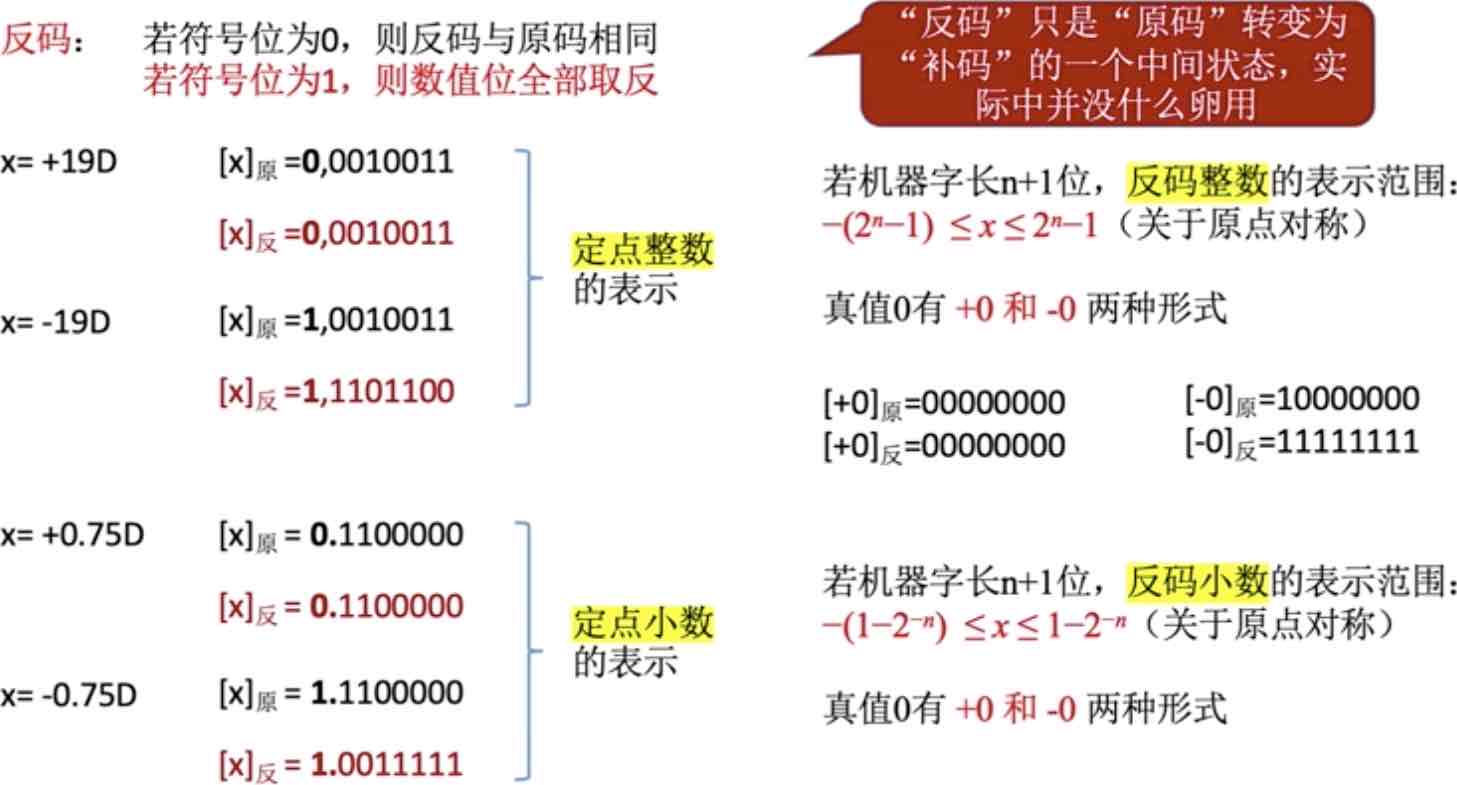 反码： 若符号位为0，则反码与原码相同
若符号位为1，则数值位全部取反
x= +19D [x]原 =0,0010011
[x]反 =0,0010011
x= -19D [x]原 =1,0010011
[x]反 =1,1101100
定点整数
的表示
x= +0.75D [x]原 = 0.1100000
[x]反 = 0.1100000
x= -0.75D [x]原 = 1.1100000
[x]反 = 1.0011111
定点小数
的表示
“反码”只是“原码”转变为
“补码”的一个中间状态，实
际中并没什么卵用
若机器字长n+1位，反码整数的表示范围：
−(2ⁿ−1) ≤ x ≤ 2ⁿ−1（关于原点对称）
真值0有 +0 和 -0 两种形式
[+0]原=00000000 [-0]原=10000000
[+0]反=00000000 [-0]反=11111111
若机器字长n+1位，反码小数的表示范围：
−(1−2⁻ⁿ) ≤ x ≤ 1−2⁻ⁿ（关于原点对称）
真值0有 +0 和 -0 两种形式